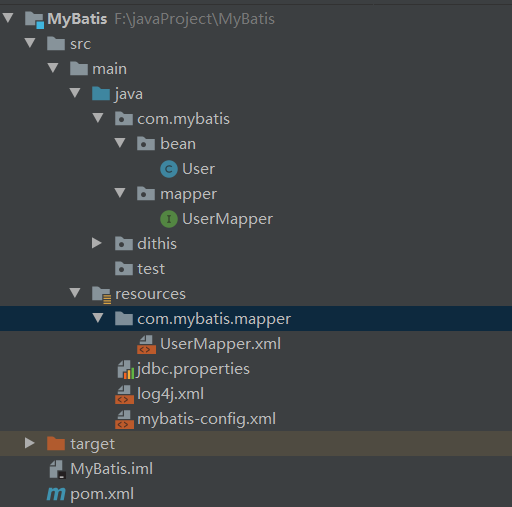 MyBatis F:\javaProject\MyBatis
src
main
java
com.mybatis
bean
C User
mapper
I UserMapper
dithis
test
resources
com.mybatis.mapper
UserMapper.xml
jdbc.properties
log4j.xml
mybatis-config.xml
target
MyBatis.iml
m pom.xml